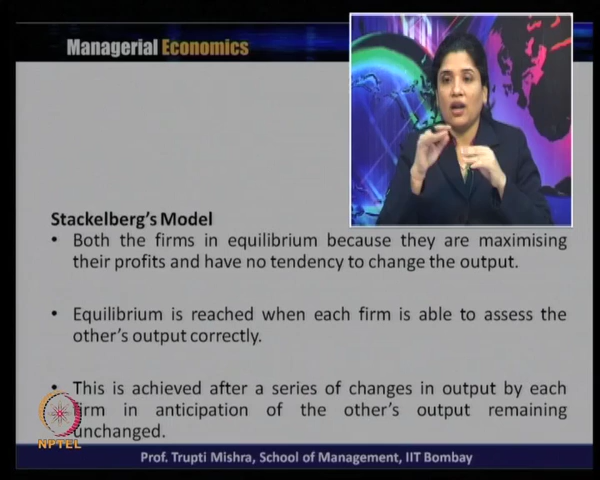 Managerial Economics
Stackelberg's Model
• Both the firms in equilibrium because they are maximising
their profits and have no tendency to change the output.
• Equilibrium is reached when each firm is able to assess the
other's output correctly.
• This is achieved after a series of changes in output by each
firm in anticipation of the other's output remaining
unchanged.
NPTEL
Prof. Trupti Mishra, School of Management, IIT Bombay